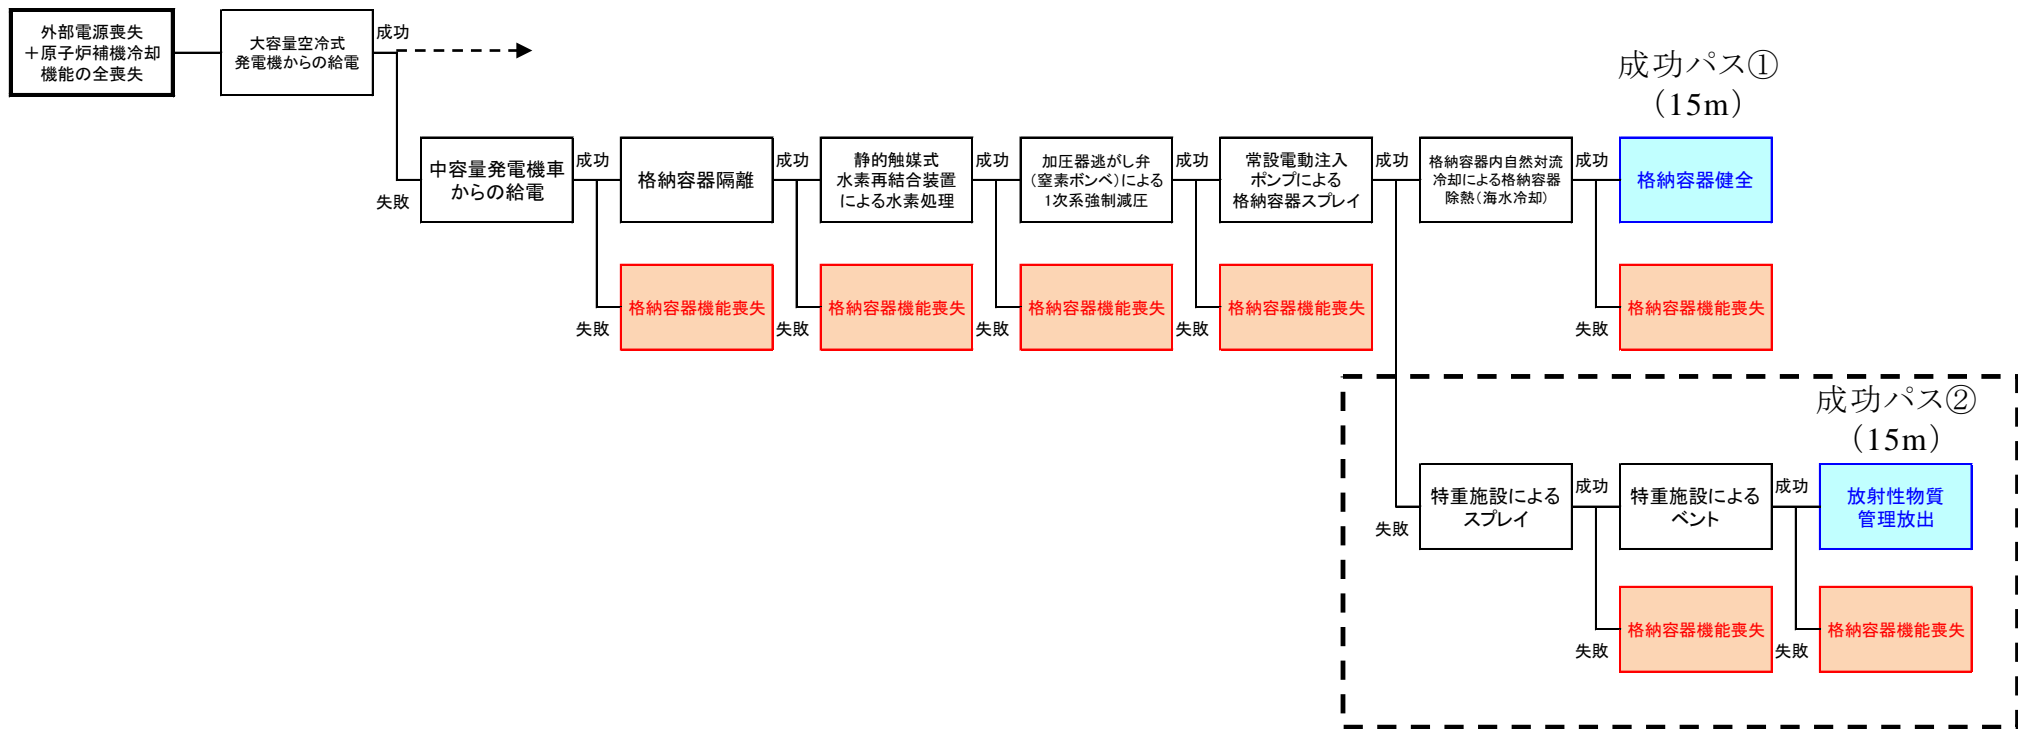 外部電源喪失
＋原子炉補機冷却
機能の全喪失
大容量空冷式
発電機からの給電
成功
失敗
中容量発電機車
からの給電
成功
失敗
格納容器隔離
成功
失敗
静的触媒式
水素再結合装置
による水素処理
成功
失敗
加圧器逃がし弁
(窒素ボンベ)による
1次系強制減圧
成功
失敗
常設電動注入
ポンプによる
格納容器スプレイ
成功
失敗
格納容器内自然対流
冷却による格納容器
除熱(海水冷却)
成功
失敗
成功パス①
（15m）
格納容器健全
格納容器機能喪失
格納容器機能喪失
格納容器機能喪失
格納容器機能喪失
格納容器機能喪失
成功パス②
（15m）
特重施設による
スプレイ
成功
失敗
特重施設による
ベント
成功
失敗
放射性物質
管理放出
格納容器機能喪失
格納容器機能喪失